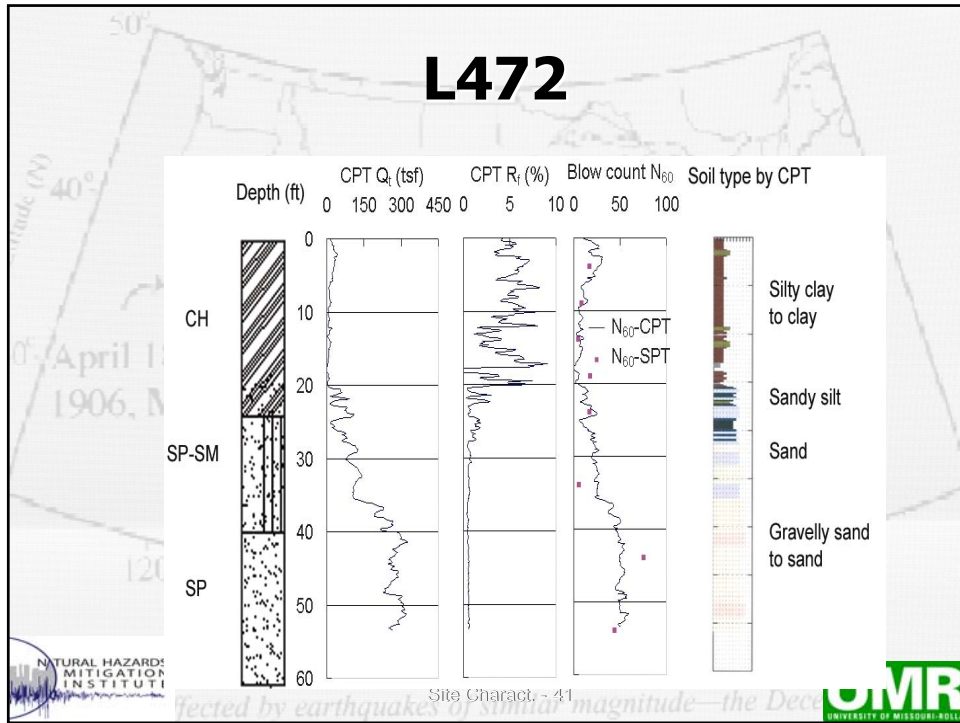 50°
L472
40°
April 1
1906, M
120
Depth (ft)
CPT Qt (tsf)
0 150 300 450
CPT Rf (%)
0 5 10
Blow count N60
0 50 100
Soil type by CPT
0
10
20
30
40
50
60
CH
SP-SM
SP
N60-CPT
N60-SPT
Silty clay
to clay
Sandy silt
Sand
Gravelly sand
to sand
NATURAL HAZARDS
MITIGATION
INSTITUTE
Site Charact. - 41
fected by earthquakes of similar magnitude—the Dece
UMR
UNIVERSITY OF MISSOURI-ROLL